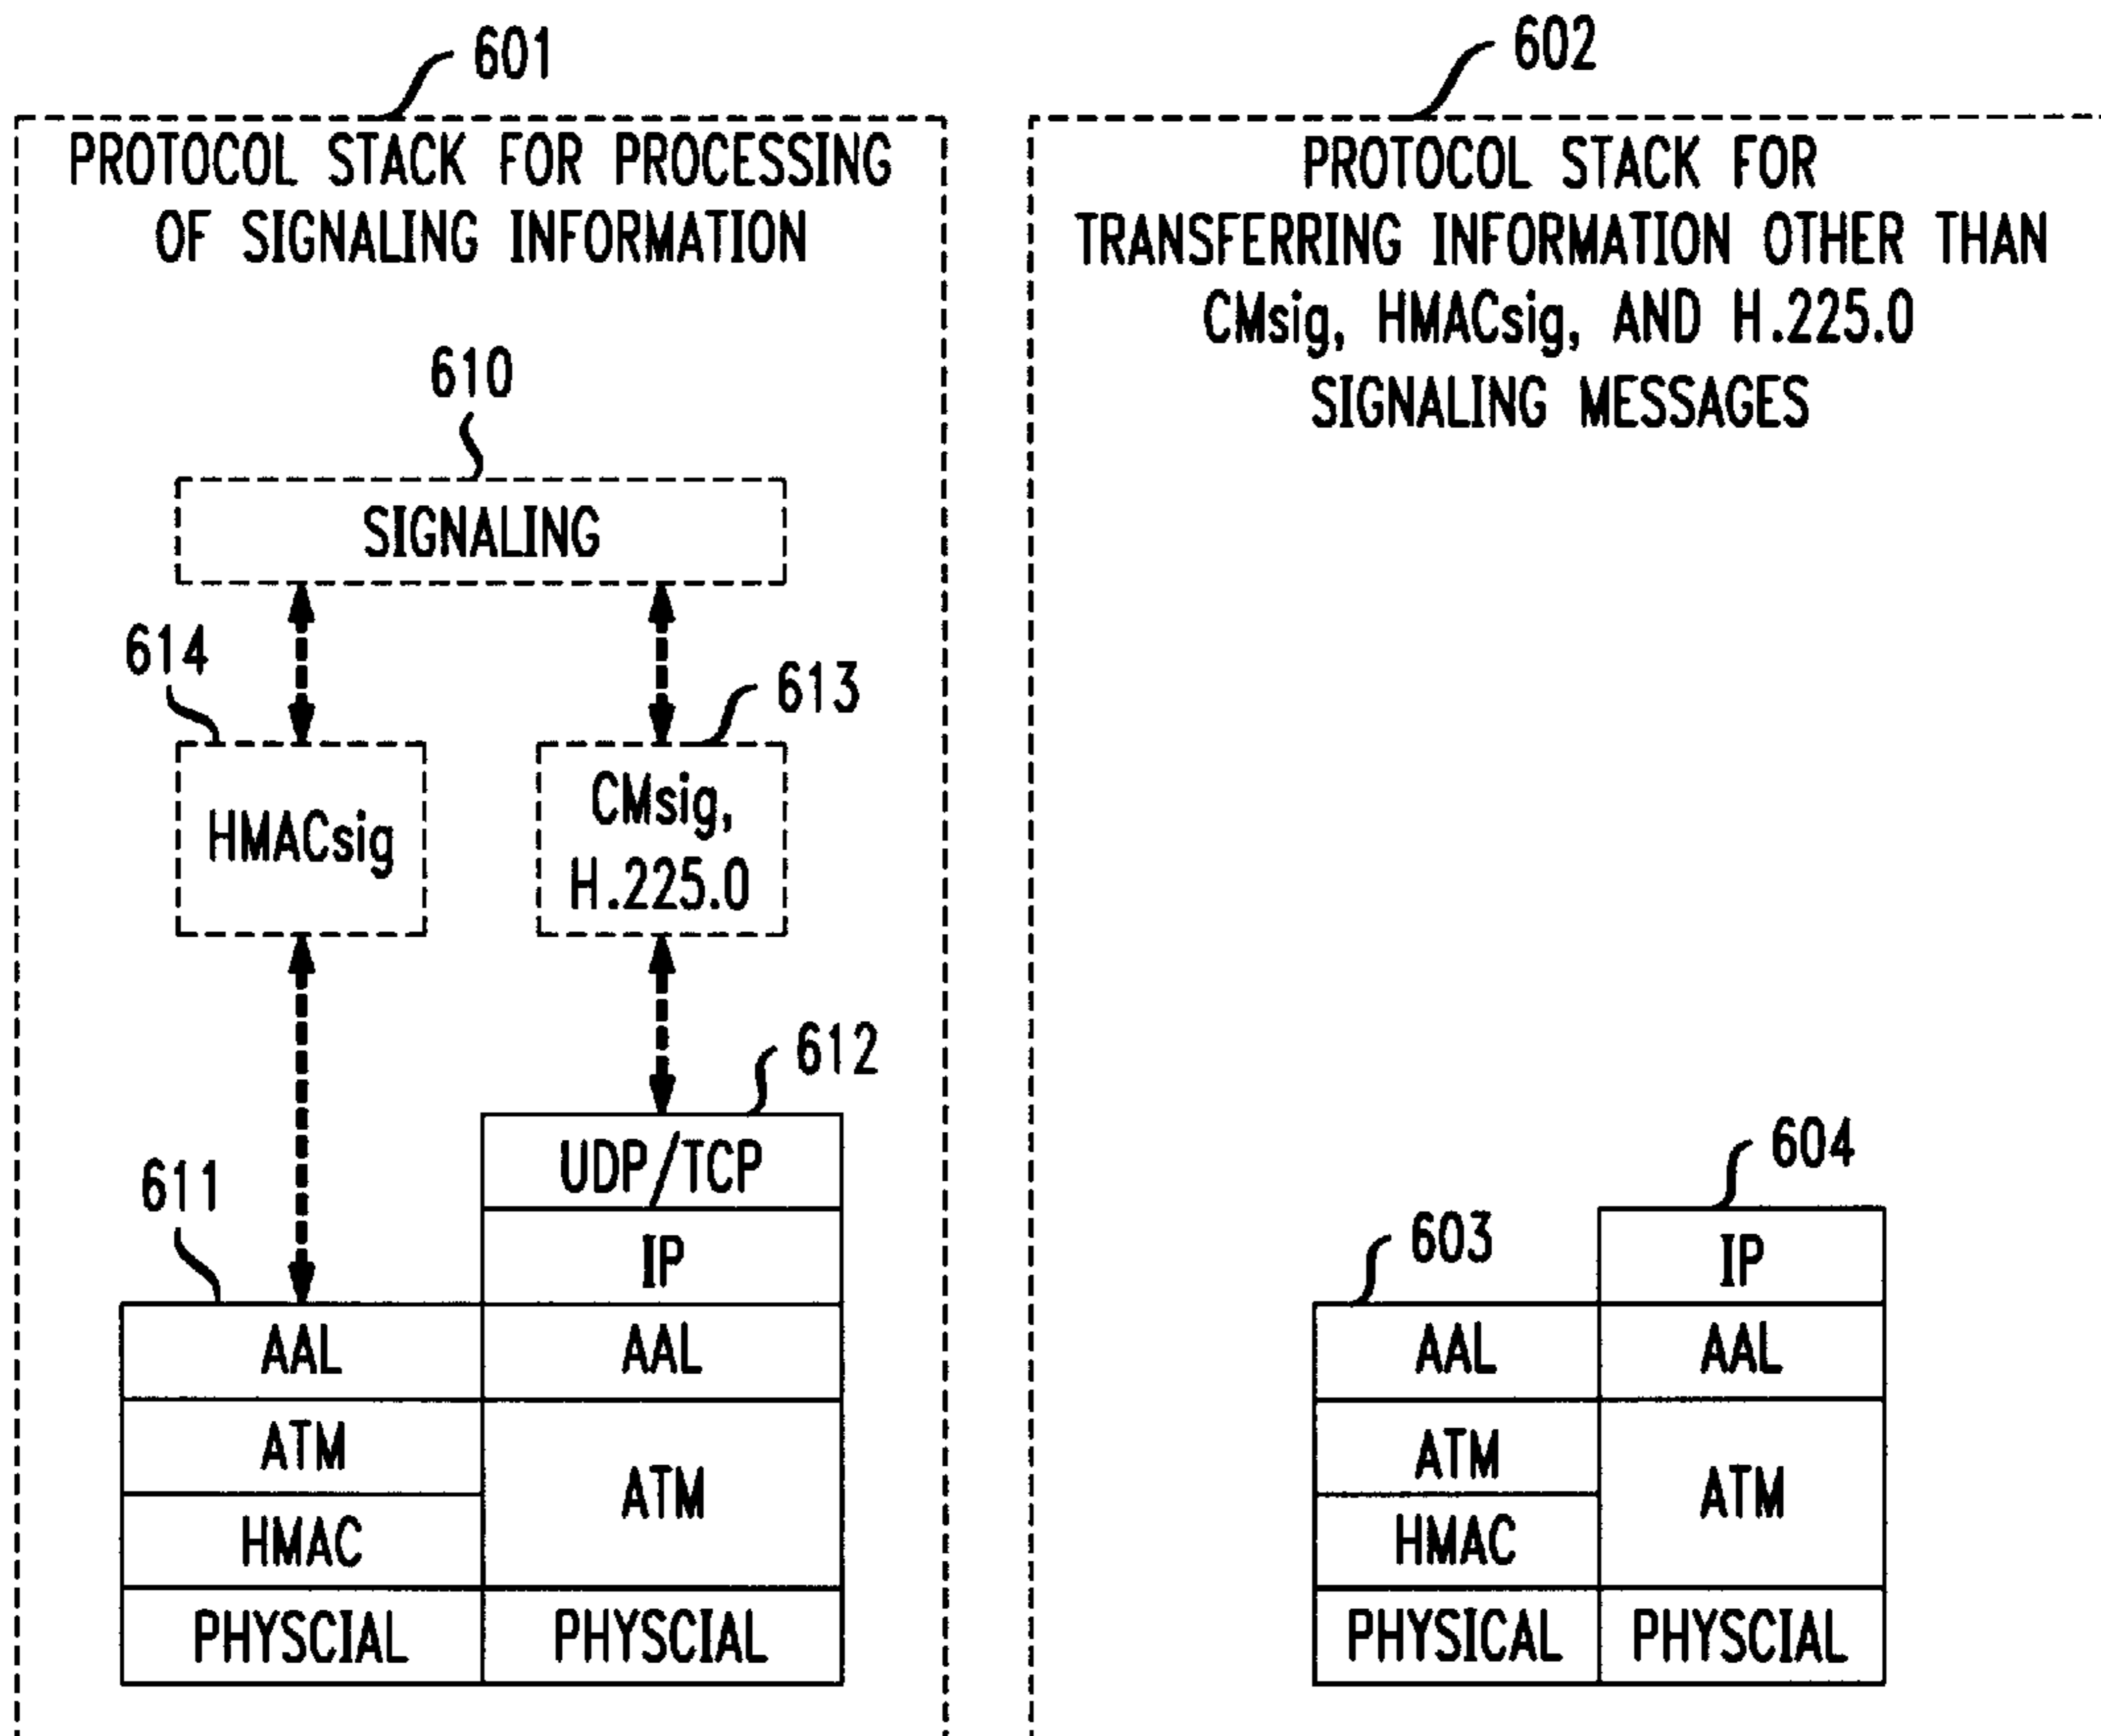 601
PROTOCOL STACK FOR PROCESSING
OF SIGNALING INFORMATION
610
SIGNALING
614
613
HMACsig
CMsig,
H.225.0
612
UDP/TCP
IP
611
AAL
AAL
ATM
ATM
HMAC
PHYSCIAL
PHYSCIAL
602
PROTOCOL STACK FOR
TRANSFERRING INFORMATION OTHER THAN
CMsig, HMACsig, AND H.225.0
SIGNALING MESSAGES
604
603
IP
AAL
AAL
ATM
ATM
HMAC
PHYSICAL
PHYSCIAL